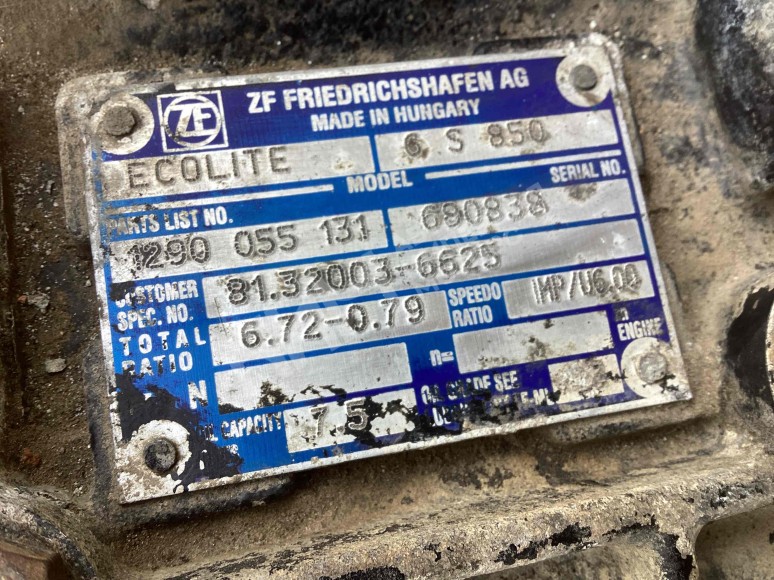 ZF FRIEDRICHSHAFEN AG
MADE IN HUNGARY
ECOLITE 6 S 850
MODEL
PARTS LIST NO. SERIAL NO.
1290 055 131 690838
CUSTOMER SPEC. NO. 81.32003-6625
TOTAL RATIO 6.72-0.79 SPEEDO RATIO IMP/U6.00
N n= ENGINE
CAPACITY 7.5 SEE